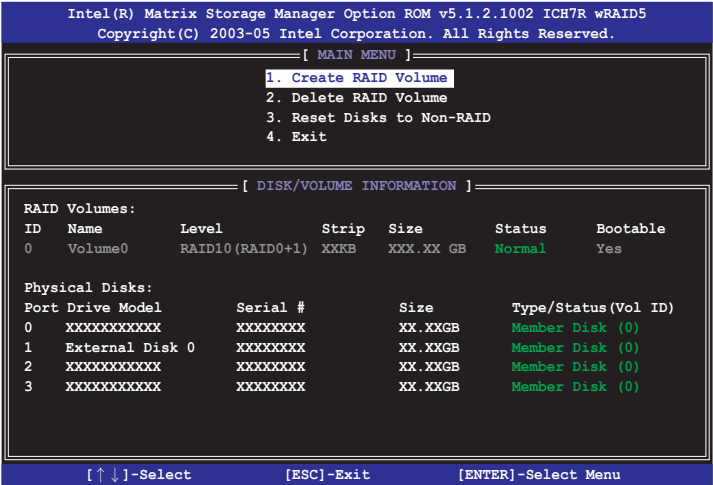 Intel(R) Matrix Storage Manager Option ROM v5.1.2.1002 ICH7R wRAID5
Copyright(C) 2003-05 Intel Corporation. All Rights Reserved.
[ MAIN MENU ]
1. Create RAID Volume
2. Delete RAID Volume
3. Reset Disks to Non-RAID
4. Exit
[ DISK/VOLUME INFORMATION ]
RAID Volumes:
ID Name Level Strip Size Status Bootable
0 Volume0 RAID10(RAID0+1) XXKB XXX.XX GB Normal Yes
Physical Disks:
Port Drive Model Serial # Size Type/Status(Vol ID)
0 XXXXXXXXXXX XXXXXXXX XX.XXGB Member Disk (0)
1 External Disk 0 XXXXXXXX XX.XXGB Member Disk (0)
2 XXXXXXXXXXX XXXXXXXX XX.XXGB Member Disk (0)
3 XXXXXXXXXXX XXXXXXXX XX.XXGB Member Disk (0)
[↑↓]-Select [ESC]-Exit [ENTER]-Select Menu